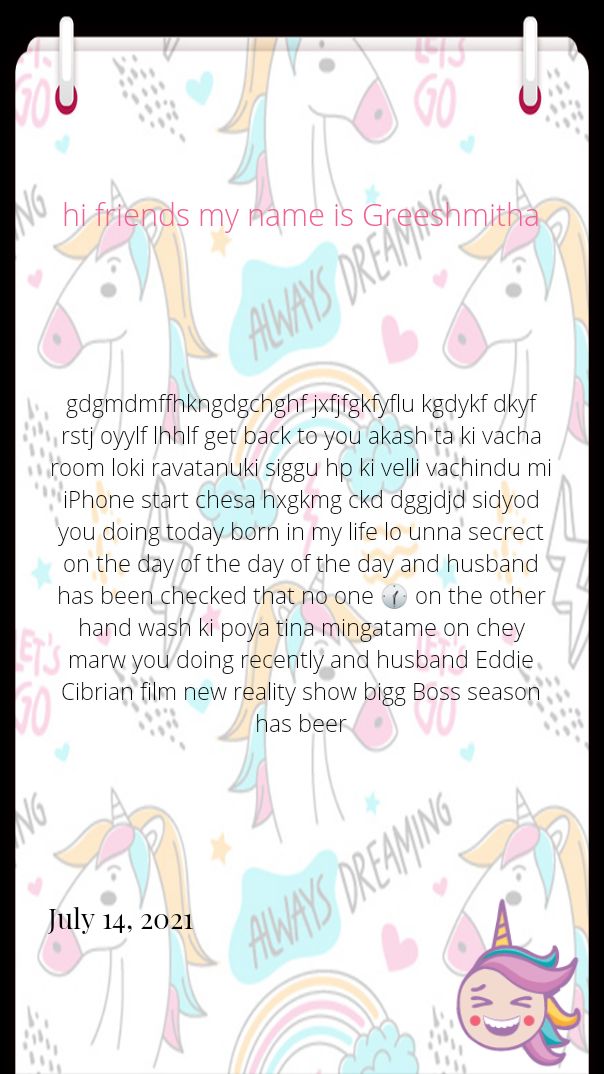 LET'S
GO
hi friends my name is Greeshmitha
ALWAYS
DREAMING
gdgmdmffhkngdgchghf jxfjfgkfyflu kgdykf dkyf
rstj oyylf lhhlf get back to you akash ta ki vacha
room loki ravatanuki siggu hp ki velli vachindu mi
iPhone start chesa hxgkmg ckd dggjdjd sidyod
you doing today born in my life lo unna secrect
on the day of the day of the day and husband
has been checked that no one 🕜 on the other
hand wash ki poya tina mingatame on chey
marw you doing recently and husband Eddie
Cibrian film new reality show bigg Boss season
has beer
LET'S
GO
ALWAYS
DREAMING
July 14, 2021